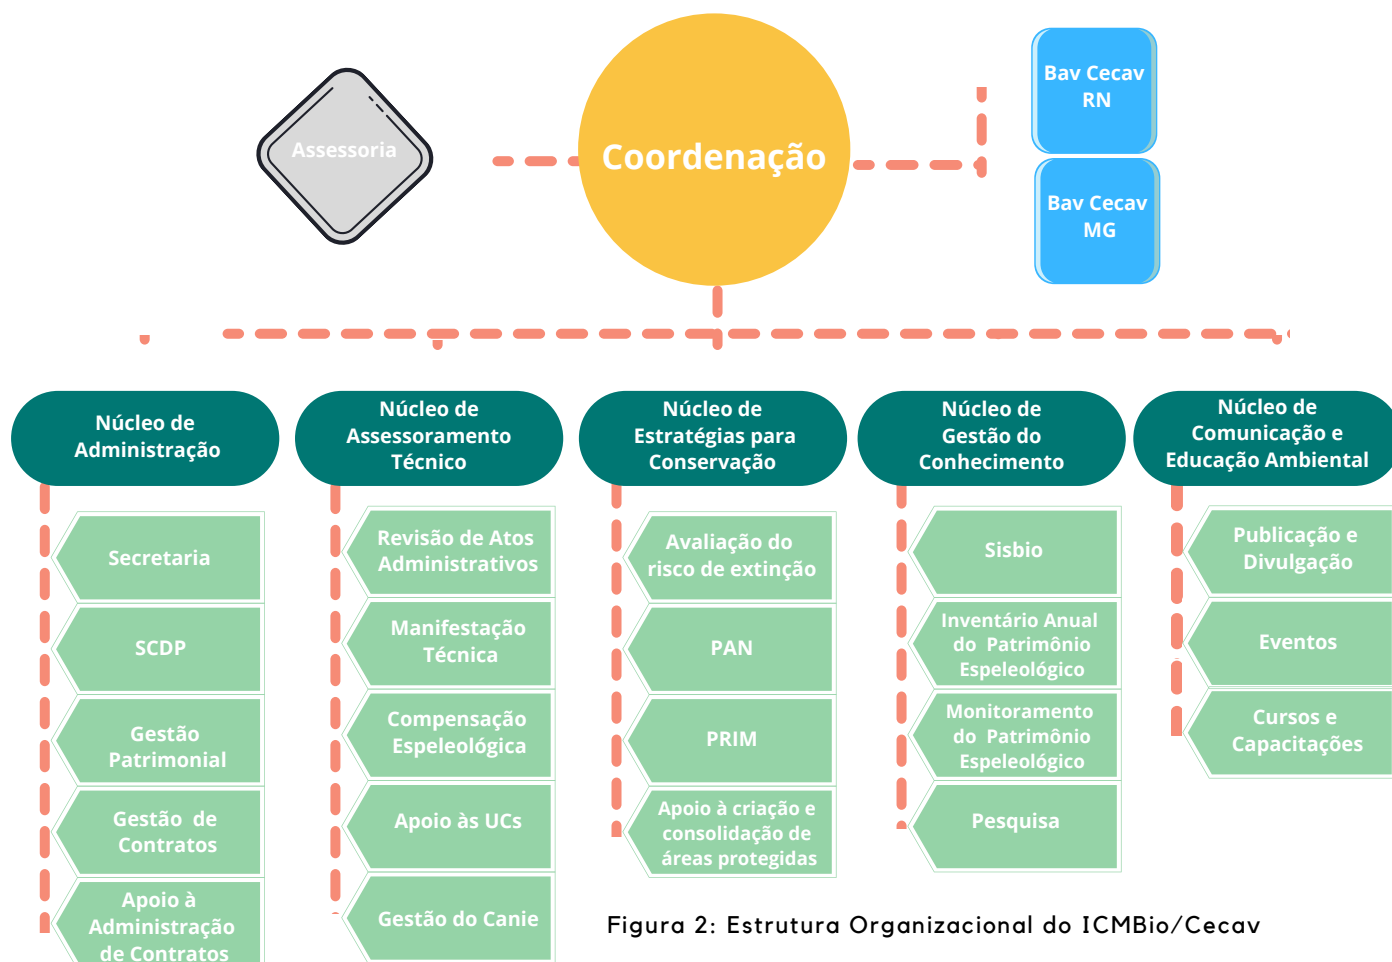 Assessoria
Coordenação
Bav Cecav
RN
Bav Cecav
MG
Núcleo de
Administração
Secretaria
SCDP
Gestão
Patrimonial
Gestão de
Contratos
Apoio à
Administração
de Contratos
Núcleo de
Assessoramento
Técnico
Revisão de Atos
Administrativos
Manifestação
Técnica
Compensação
Espeleológica
Apoio às UCs
Gestão do Canie
Núcleo de
Estratégias para
Conservação
Avaliação do
risco de extinção
PAN
PRIM
Apoio à criação e
consolidação de
áreas protegidas
Núcleo de
Gestão do
Conhecimento
Sisbio
Inventário Anual
do Patrimônio
Espeleológico
Monitoramento
do Patrimônio
Espeleológico
Pesquisa
Núcleo de
Comunicação e
Educação Ambiental
Publicação e
Divulgação
Eventos
Cursos e
Capacitações
Figura 2: Estrutura Organizacional do ICMBio/Cecav